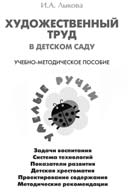 И.А. Лыкова
ХУДОЖЕСТВЕННЫЙ
ТРУД
В ДЕТСКОМ САДУ
УЧЕБНО-МЕТОДИЧЕСКОЕ ПОСОБИЕ
УМЕЛЫЕ РУЧКИ
Задачи воспитания
Система технологий
Показатели развития
Детская хрестоматия
Проектирование содержания
Методические рекомендации